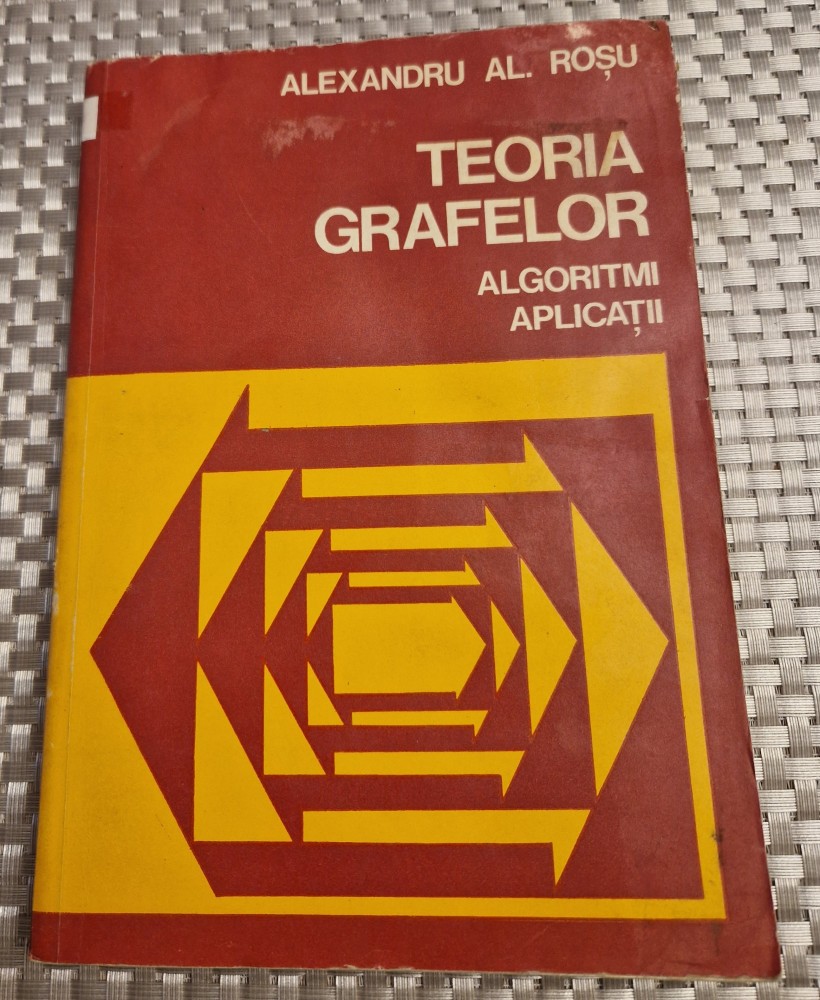 ALEXANDRU AL. ROȘU
TEORIA
GRAFELOR
ALGORITMI
APLICAȚII